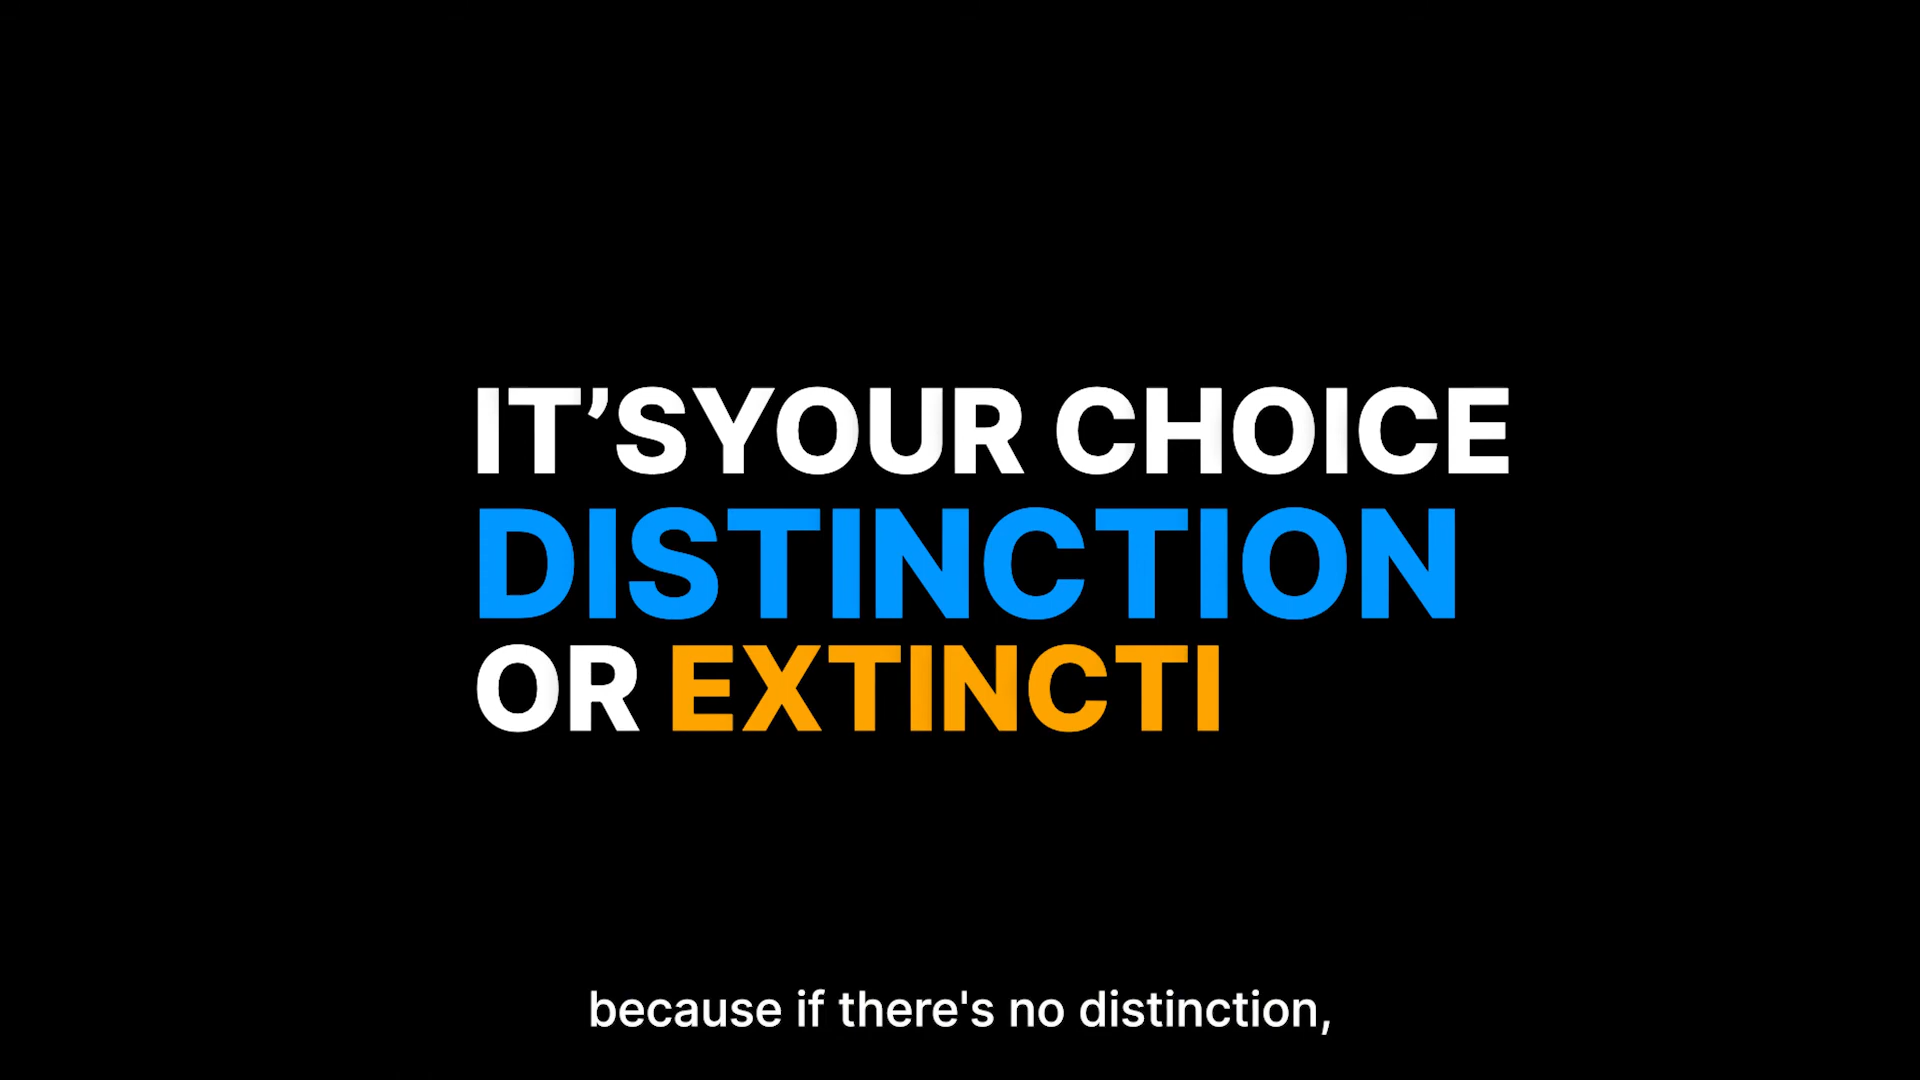 IT’SYOUR CHOICE
DISTINCTION
OR EXTINCTI
because if there's no distinction,